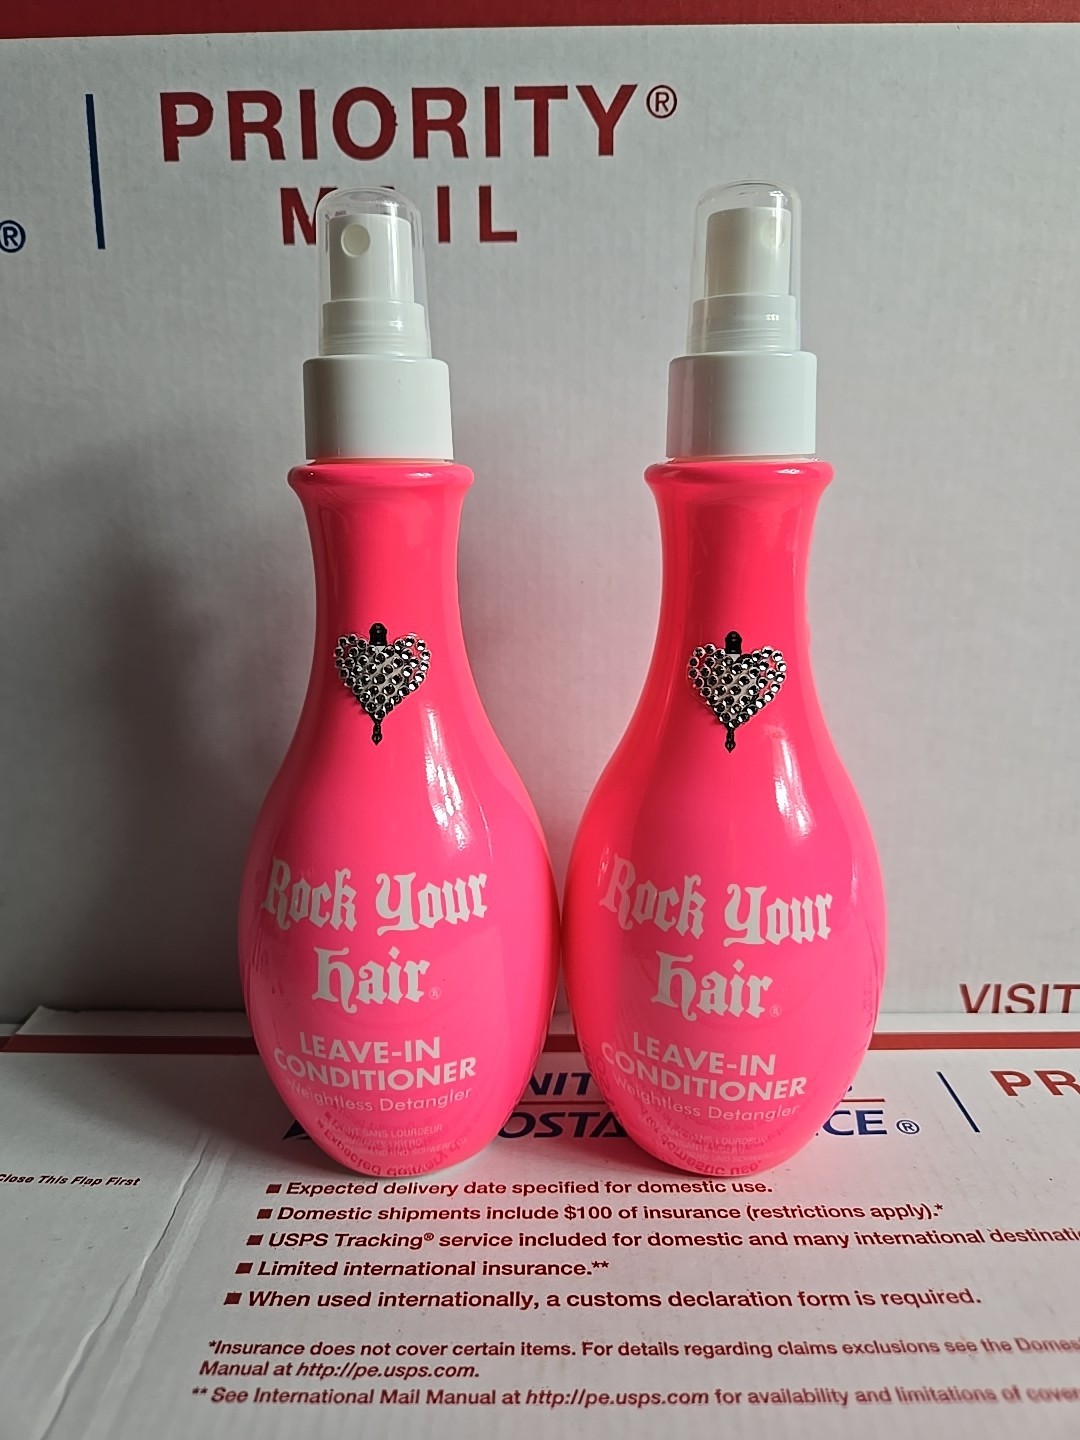 PRIORITY®
MAIL
®
Rock Your
Hair®
LEAVE-IN
CONDITIONER
Weightless Detangler
Rock Your
Hair®
LEAVE-IN
CONDITIONER
Weightless Detangler
VISIT
PR
CE®
Close This Flap First
■ Expected delivery date specified for domestic use.
■ Domestic shipments include $100 of insurance (restrictions apply).*
■ USPS Tracking® service included for domestic and many international destinati
■ Limited international insurance.**
■ When used internationally, a customs declaration form is required.
*Insurance does not cover certain items. For details regarding claims exclusions see the Domes
Manual at http://pe.usps.com.
** See International Mail Manual at http://pe.usps.com for availability and limitations of cover